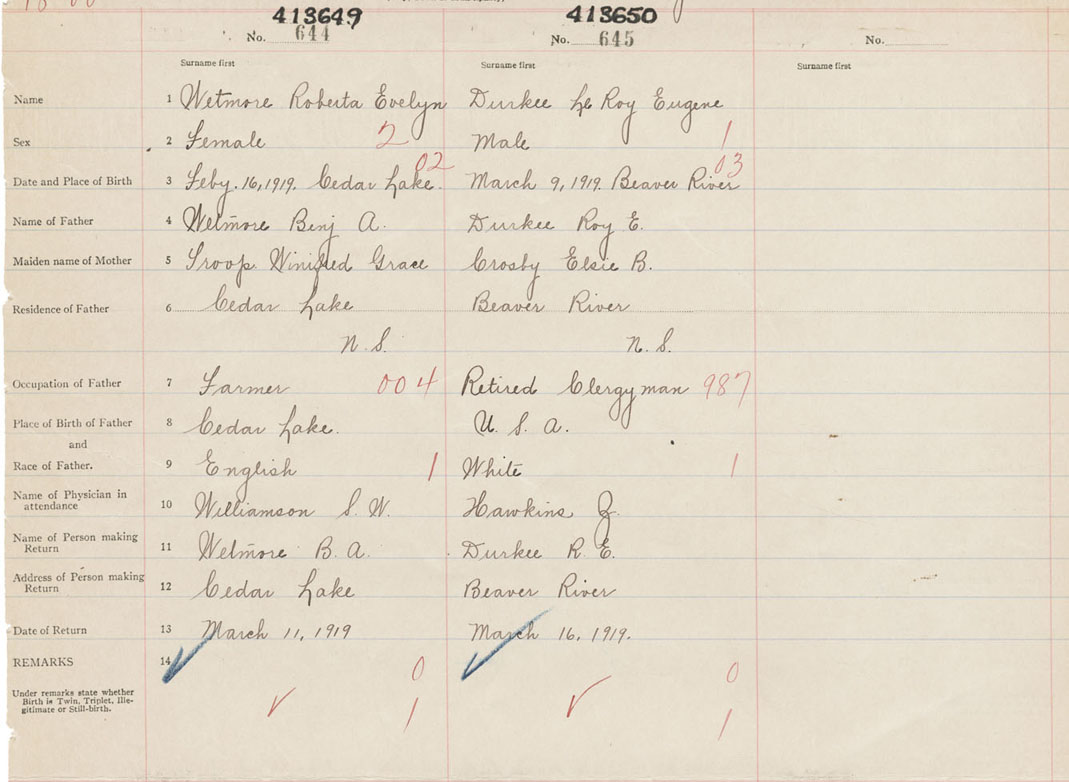 413649 413650
No. 644 No. 645 No.
Surname first Surname first Surname first
Name 1 Wetmore Roberta Evelyn Durkee Le Roy Eugene
Sex 2 Female 2 Male 1
02 03
Date and Place of Birth 3 Feby. 16, 1919. Cedar Lake. March 9, 1919. Beaver River
Name of Father 4 Wetmore Benj A. Durkee Roy E.
Maiden name of Mother 5 Troop Winifred Grace Crosby Elsie B.
Residence of Father 6 Cedar Lake Beaver River
N. S. N. S.
Occupation of Father 7 Farmer 004 Retired Clergyman 987
Place of Birth of Father 8 Cedar Lake. U. S. A.
and
Race of Father. 9 English 1 White 1
Name of Physician in
attendance 10 Williamson S. W. Hawkins Z.
Name of Person making
Return 11 Wetmore B. A. Durkee R. E.
Address of Person making
Return 12 Cedar Lake Beaver River
Date of Return 13 March 11, 1919 March 16, 1919.
REMARKS 14 0 0
Under remarks state whether
Birth is Twin, Triplet, Ille-
gitimate or Still-birth. 1 1